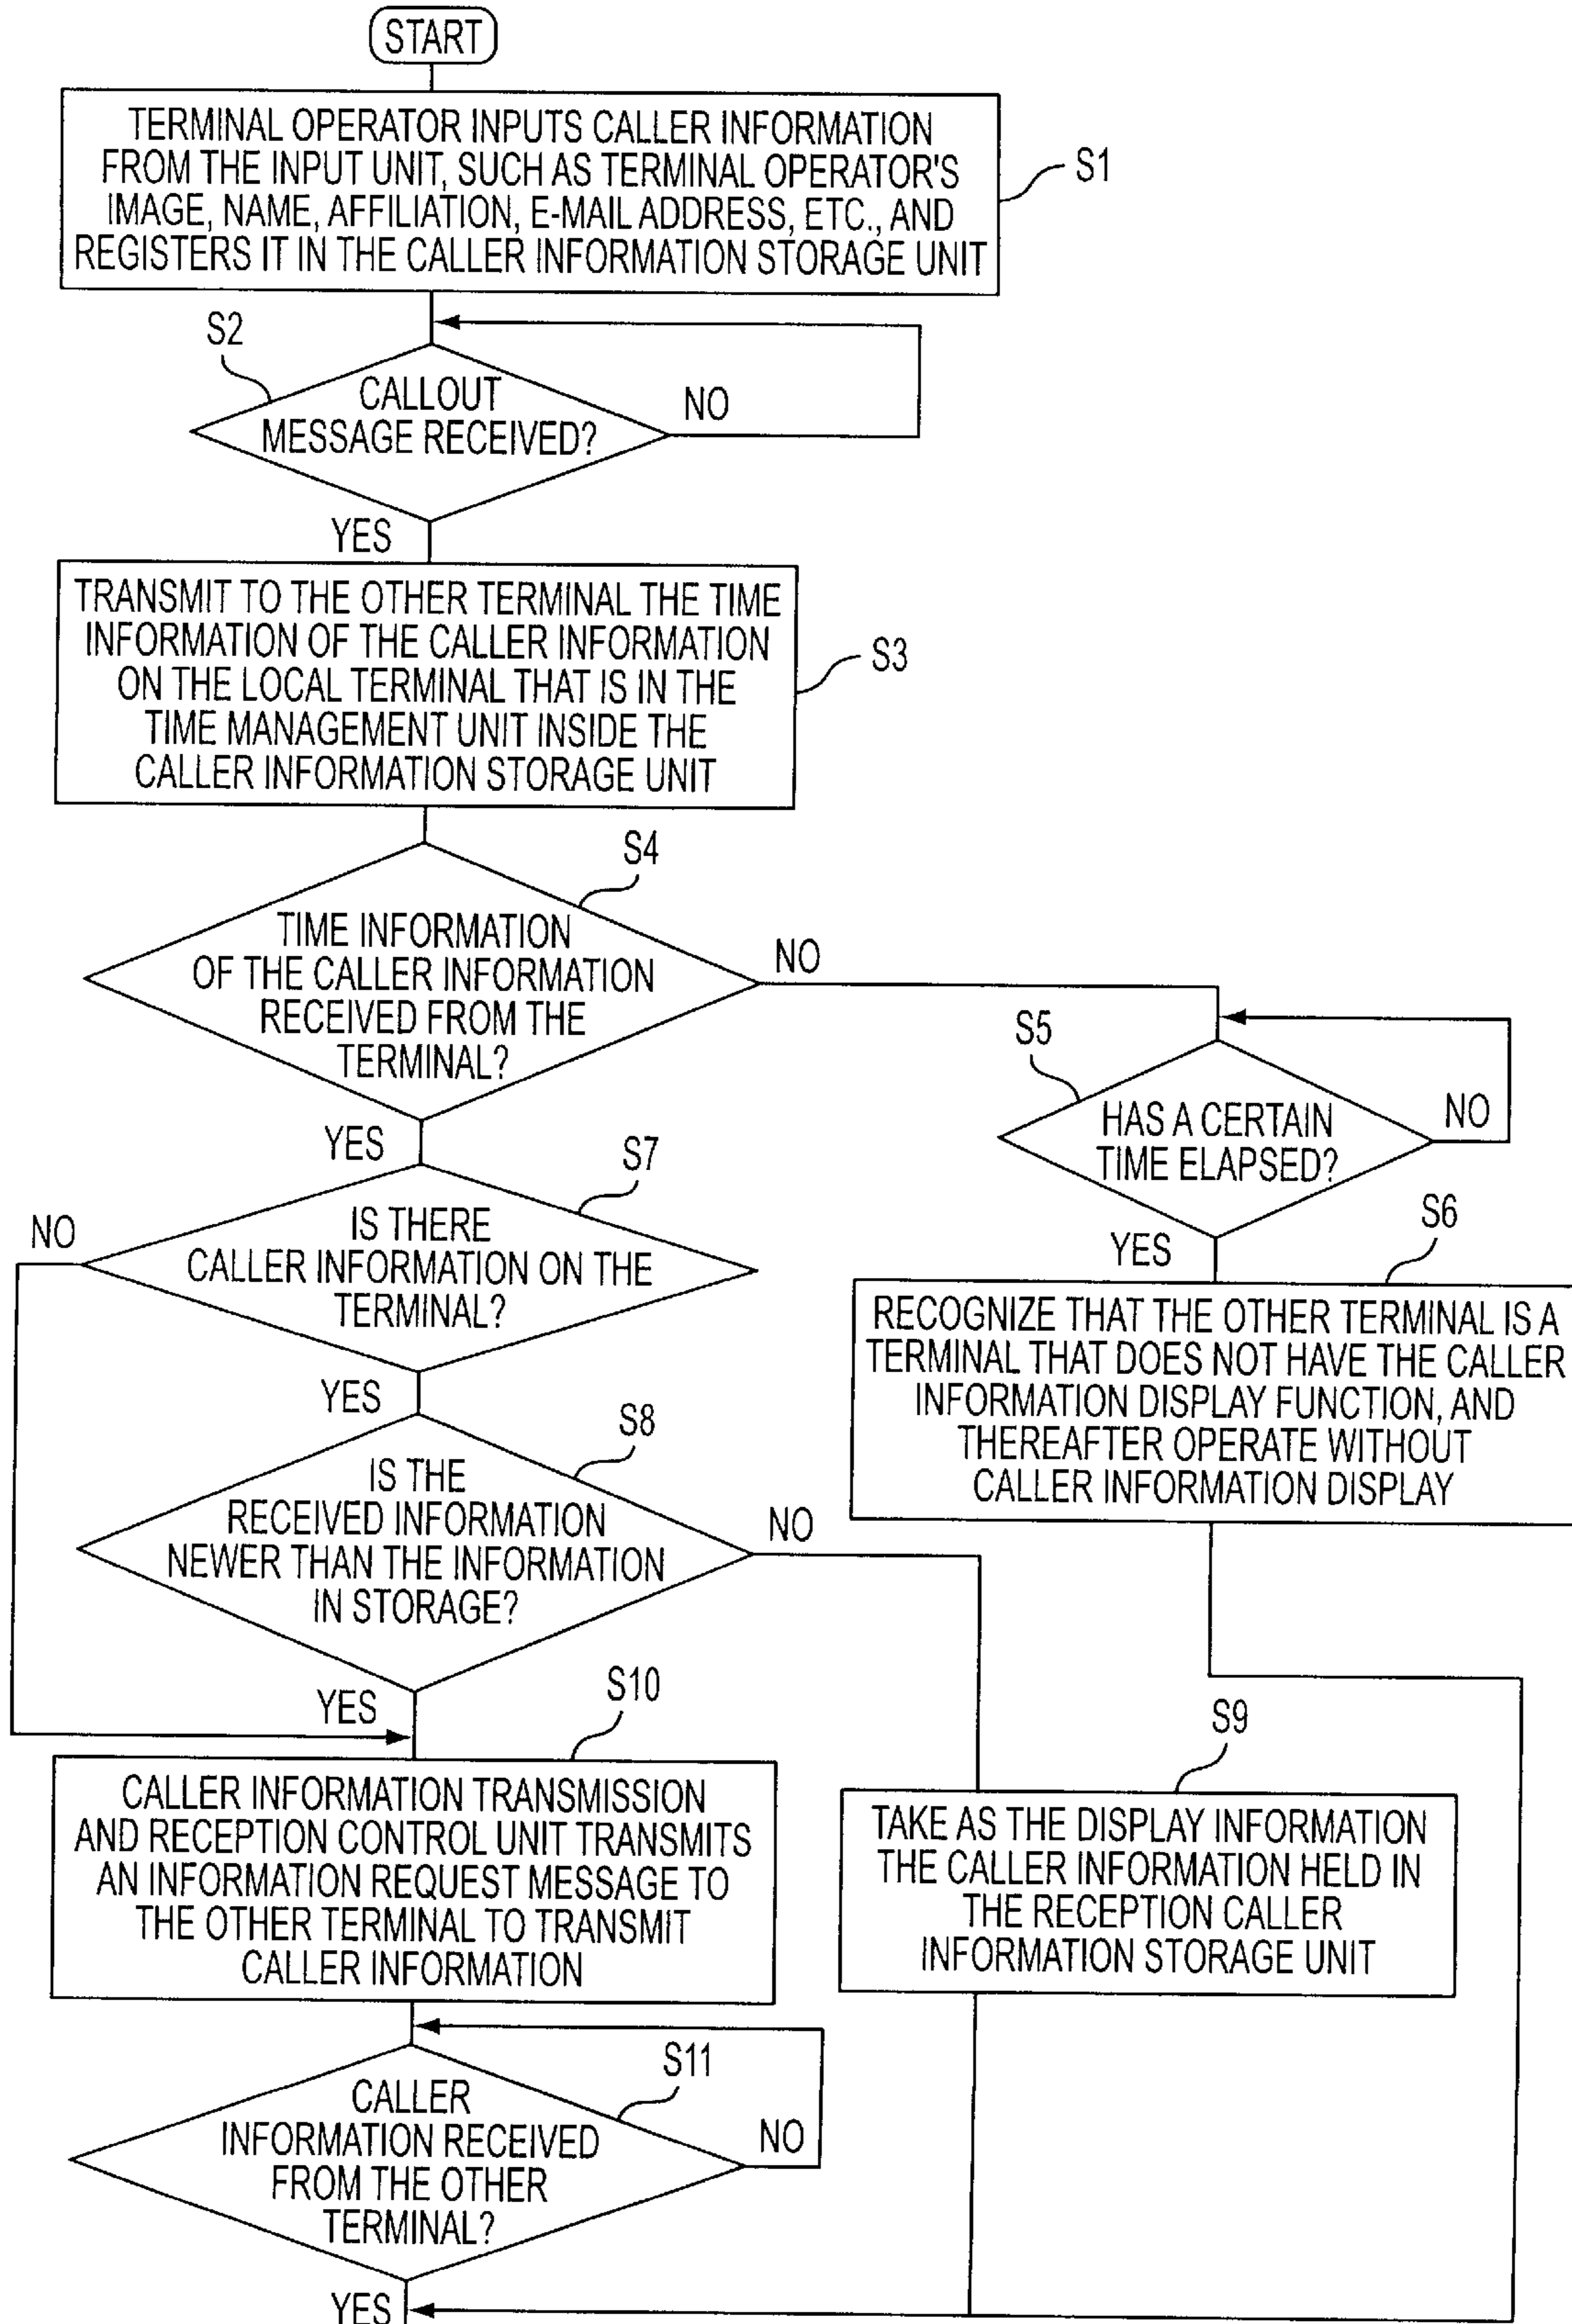 START
TERMINAL OPERATOR INPUTS CALLER INFORMATION
FROM THE INPUT UNIT, SUCH AS TERMINAL OPERATOR'S
IMAGE, NAME, AFFILIATION, E-MAIL ADDRESS, ETC., AND
REGISTERS IT IN THE CALLER INFORMATION STORAGE UNIT
S1
S2
CALLOUT
MESSAGE RECEIVED?
NO
YES
TRANSMIT TO THE OTHER TERMINAL THE TIME
INFORMATION OF THE CALLER INFORMATION
ON THE LOCAL TERMINAL THAT IS IN THE
TIME MANAGEMENT UNIT INSIDE THE
CALLER INFORMATION STORAGE UNIT
S3
S4
TIME INFORMATION
OF THE CALLER INFORMATION
RECEIVED FROM THE
TERMINAL?
NO
YES
S5
HAS A CERTAIN
TIME ELAPSED?
NO
YES
S6
RECOGNIZE THAT THE OTHER TERMINAL IS A
TERMINAL THAT DOES NOT HAVE THE CALLER
INFORMATION DISPLAY FUNCTION, AND
THEREAFTER OPERATE WITHOUT
CALLER INFORMATION DISPLAY
S7
IS THERE
CALLER INFORMATION ON THE
TERMINAL?
NO
YES
S8
IS THE
RECEIVED INFORMATION
NEWER THAN THE INFORMATION
IN STORAGE?
NO
YES
S9
TAKE AS THE DISPLAY INFORMATION
THE CALLER INFORMATION HELD IN
THE RECEPTION CALLER
INFORMATION STORAGE UNIT
S10
CALLER INFORMATION TRANSMISSION
AND RECEPTION CONTROL UNIT TRANSMITS
AN INFORMATION REQUEST MESSAGE TO
THE OTHER TERMINAL TO TRANSMIT
CALLER INFORMATION
S11
CALLER
INFORMATION RECEIVED
FROM THE OTHER
TERMINAL?
NO
YES